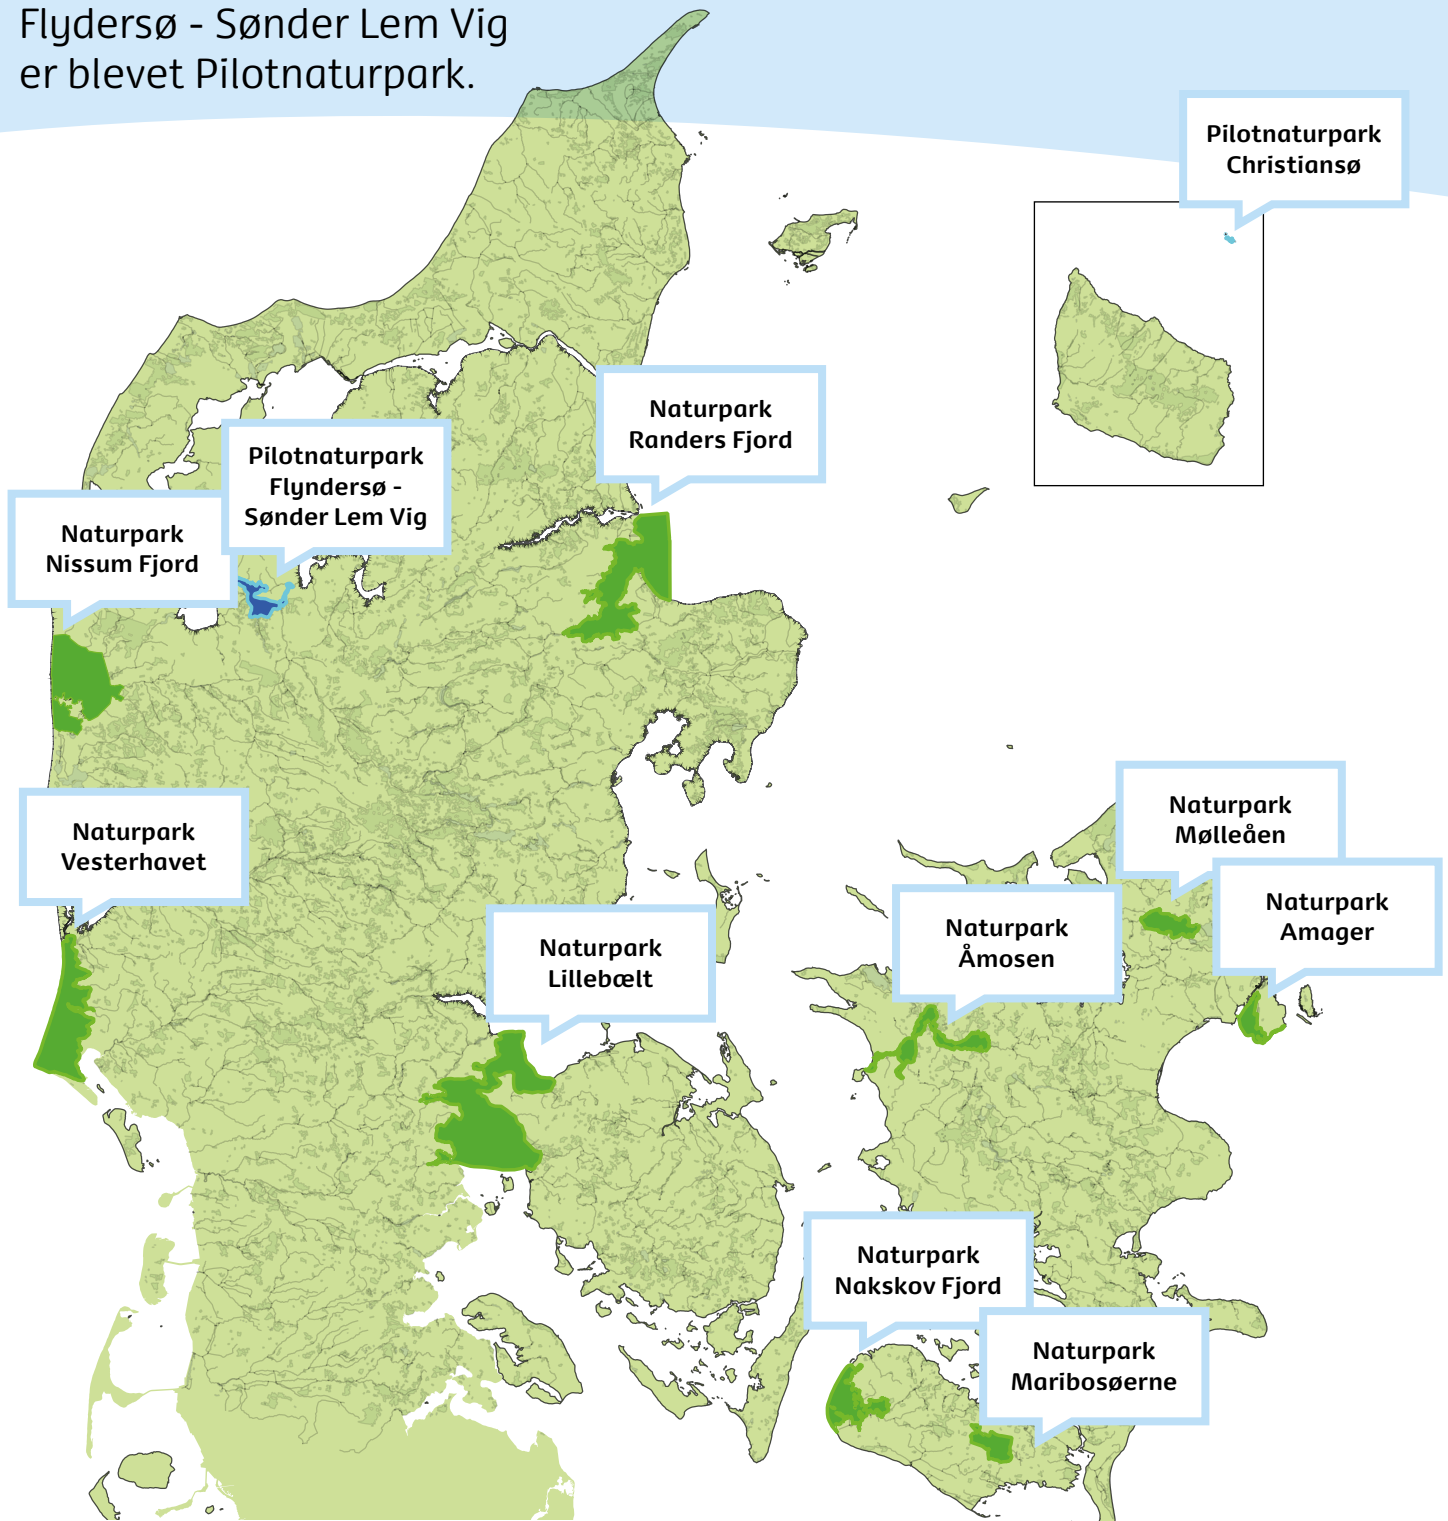 Flydersø - Sønder Lem Vig
er blevet Pilotnaturpark.
Pilotnaturpark
Christiansø
Naturpark
Randers Fjord
Pilotnaturpark
Flyndersø -
Sønder Lem Vig
Naturpark
Nissum Fjord
Naturpark
Vesterhavet
Naturpark
Mølleåen
Naturpark
Amager
Naturpark
Åmosen
Naturpark
Lillebælt
Naturpark
Nakskov Fjord
Naturpark
Maribosøerne